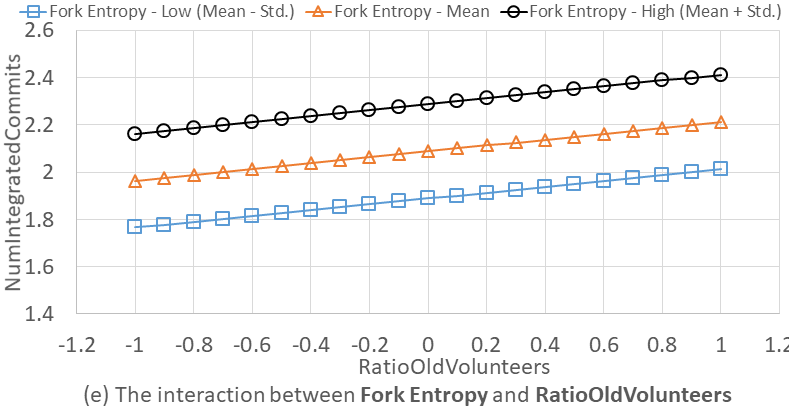 Fork Entropy - Low (Mean - Std.) Fork Entropy - Mean Fork Entropy - High (Mean + Std.)
2.6
2.4
2.2
2
1.8
1.6
1.4
NumIntegratedCommits
-1.2 -1 -0.8 -0.6 -0.4 -0.2 0 0.2 0.4 0.6 0.8 1 1.2
RatioOldVolunteers
(e) The interaction between Fork Entropy and RatioOldVolunteers